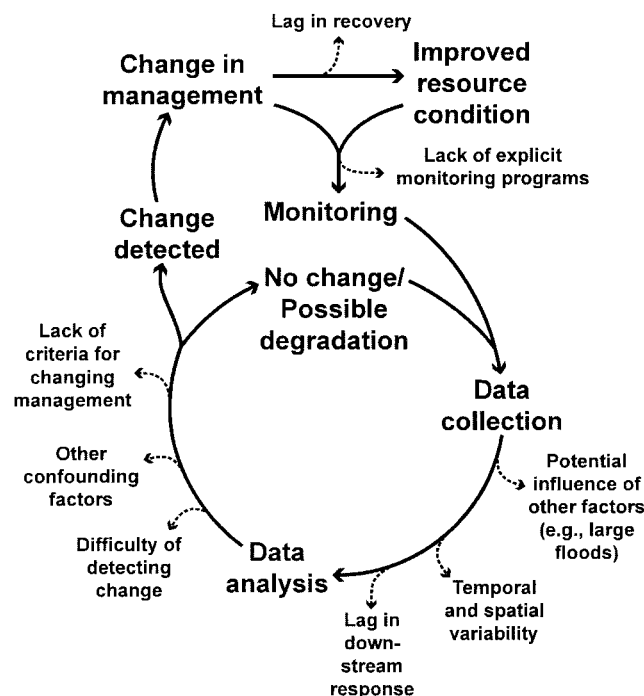 Lag in recovery
Change in
management
Improved
resource
condition
Lack of explicit
monitoring programs
Monitoring
Change
detected
No change/
Possible
degradation
Lack of
criteria for
changing
management
Data
collection
Other
confounding
factors
Potential
influence of
other factors
(e.g., large
floods)
Difficulty of
detecting
change
Data
analysis
Temporal
and spatial
variability
Lag in
down-
stream
response